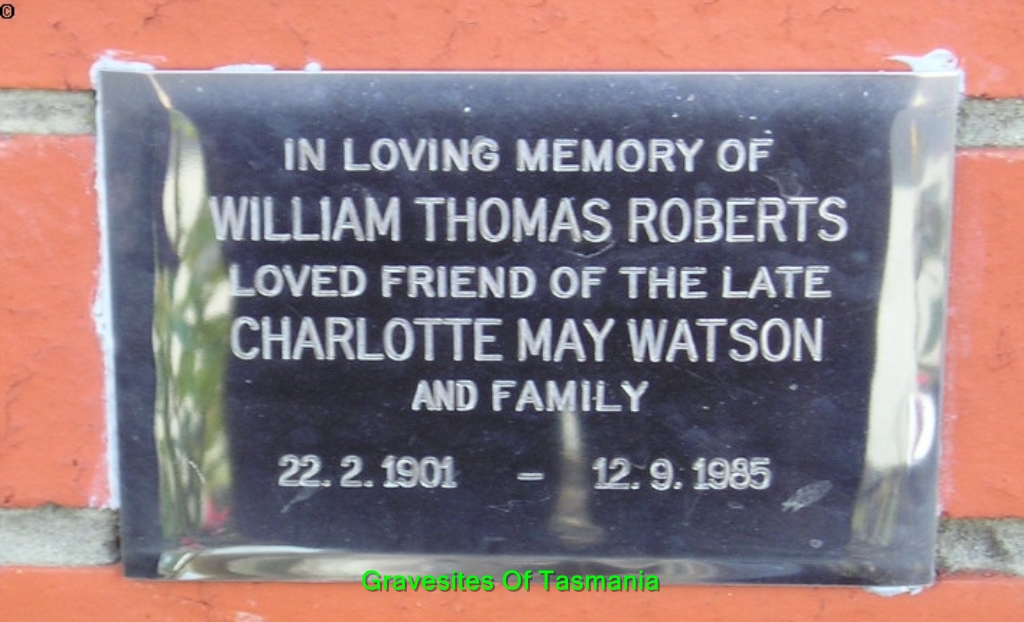 ©
IN LOVING MEMORY OF
WILLIAM THOMAS ROBERTS
LOVED FRIEND OF THE LATE
CHARLOTTE MAY WATSON
AND FAMILY
22.2.1901 – 12.9.1985
Gravesites Of Tasmania